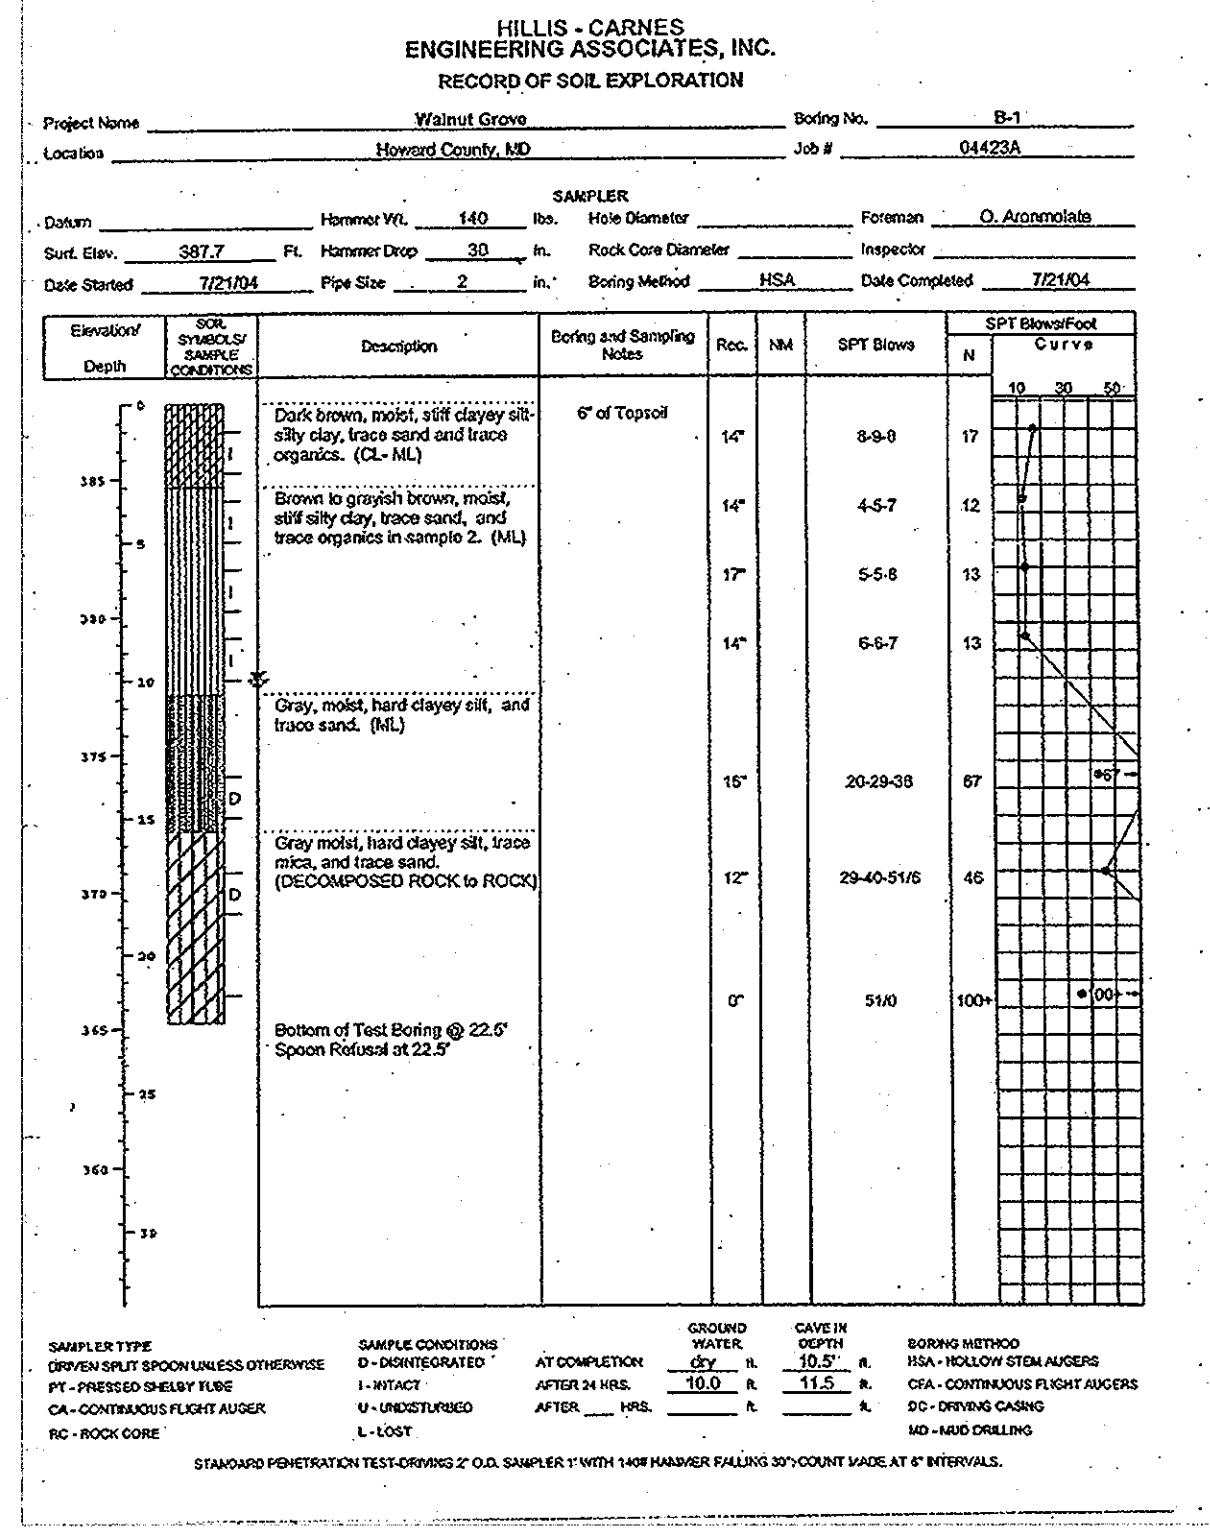 HILLIS - CARNES
ENGINEERING ASSOCIATES, INC.
RECORD OF SOIL EXPLORATION
Project Name Walnut Grove Boring No. B-1
Location Howard County, MD Job # 04423A
SAMPLER
Datum Hammer Wt. 140 lbs. Hole Diameter Foreman O. Aronmolate
Surf. Elev. 387.7 Ft. Hammer Drop 30 in. Rock Core Diameter Inspector
Date Started 7/21/04 Pipe Size 2 in. Boring Method HSA Date Completed 7/21/04
Elevation/ Depth
SOIL SYMBOLS/ SAMPLE CONDITIONS
Description
Boring and Sampling Notes
Rec.
NM
SPT Blows
SPT Blows/Foot
N
Curve
10 30 50
0
Dark brown, moist, stiff clayey silt-
silty clay, trace sand and trace
organics. (CL-ML)
6" of Topsoil
14" 8-9-8 17
I
385
Brown to grayish brown, moist,
stiff silty clay, trace sand, and
trace organics in sample 2. (ML)
14" 4-5-7 12
I
5
17" 5-5-8 13
I
380
14" 6-6-7 13
I
10
Gray, moist, hard clayey silt, and
trace sand. (ML)
375
20-29-38 67
67
D
15
Gray moist, hard clayey silt, trace
mica, and trace sand.
(DECOMPOSED ROCK to ROCK)
12" 29-40-51/6 46
370
D
20
0" 51/0 100+
100+
365
Bottom of Test Boring @ 22.5'
Spoon Refusal at 22.5'
25
360
30
GROUND WATER CAVE IN DEPTH
SAMPLER TYPE SAMPLE CONDITIONS BORING METHOD
DRIVEN SPLIT SPOON UNLESS OTHERWISE D - DISINTEGRATED AT COMPLETION dry ft. 10.5' ft. HSA - HOLLOW STEM AUGERS
PT - PRESSED SHELBY TUBE I - INTACT AFTER 24 HRS. 10.0 ft. 11.5 ft. CFA - CONTINUOUS FLIGHT AUGERS
CA - CONTINUOUS FLIGHT AUGER U - UNDISTURBED AFTER ___ HRS. ft. ft. DC - DRIVING CASING
RC - ROCK CORE L - LOST MD - MUD DRILLING
STANDARD PENETRATION TEST-DRIVING 2" O.D. SAMPLER 1' WITH 140# HAMMER FALLING 30": COUNT MADE AT 6" INTERVALS.